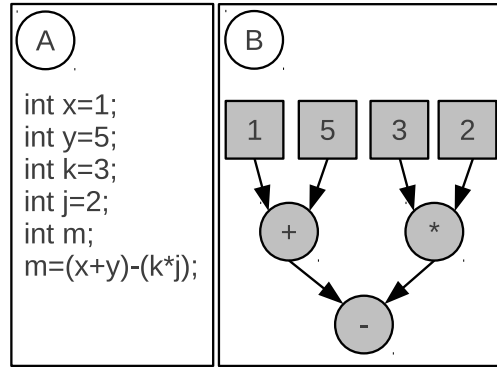 A
int x=1;
int y=5;
int k=3;
int j=2;
int m;
m=(x+y)-(k*j);
B
1 5 3 2
+ *
-